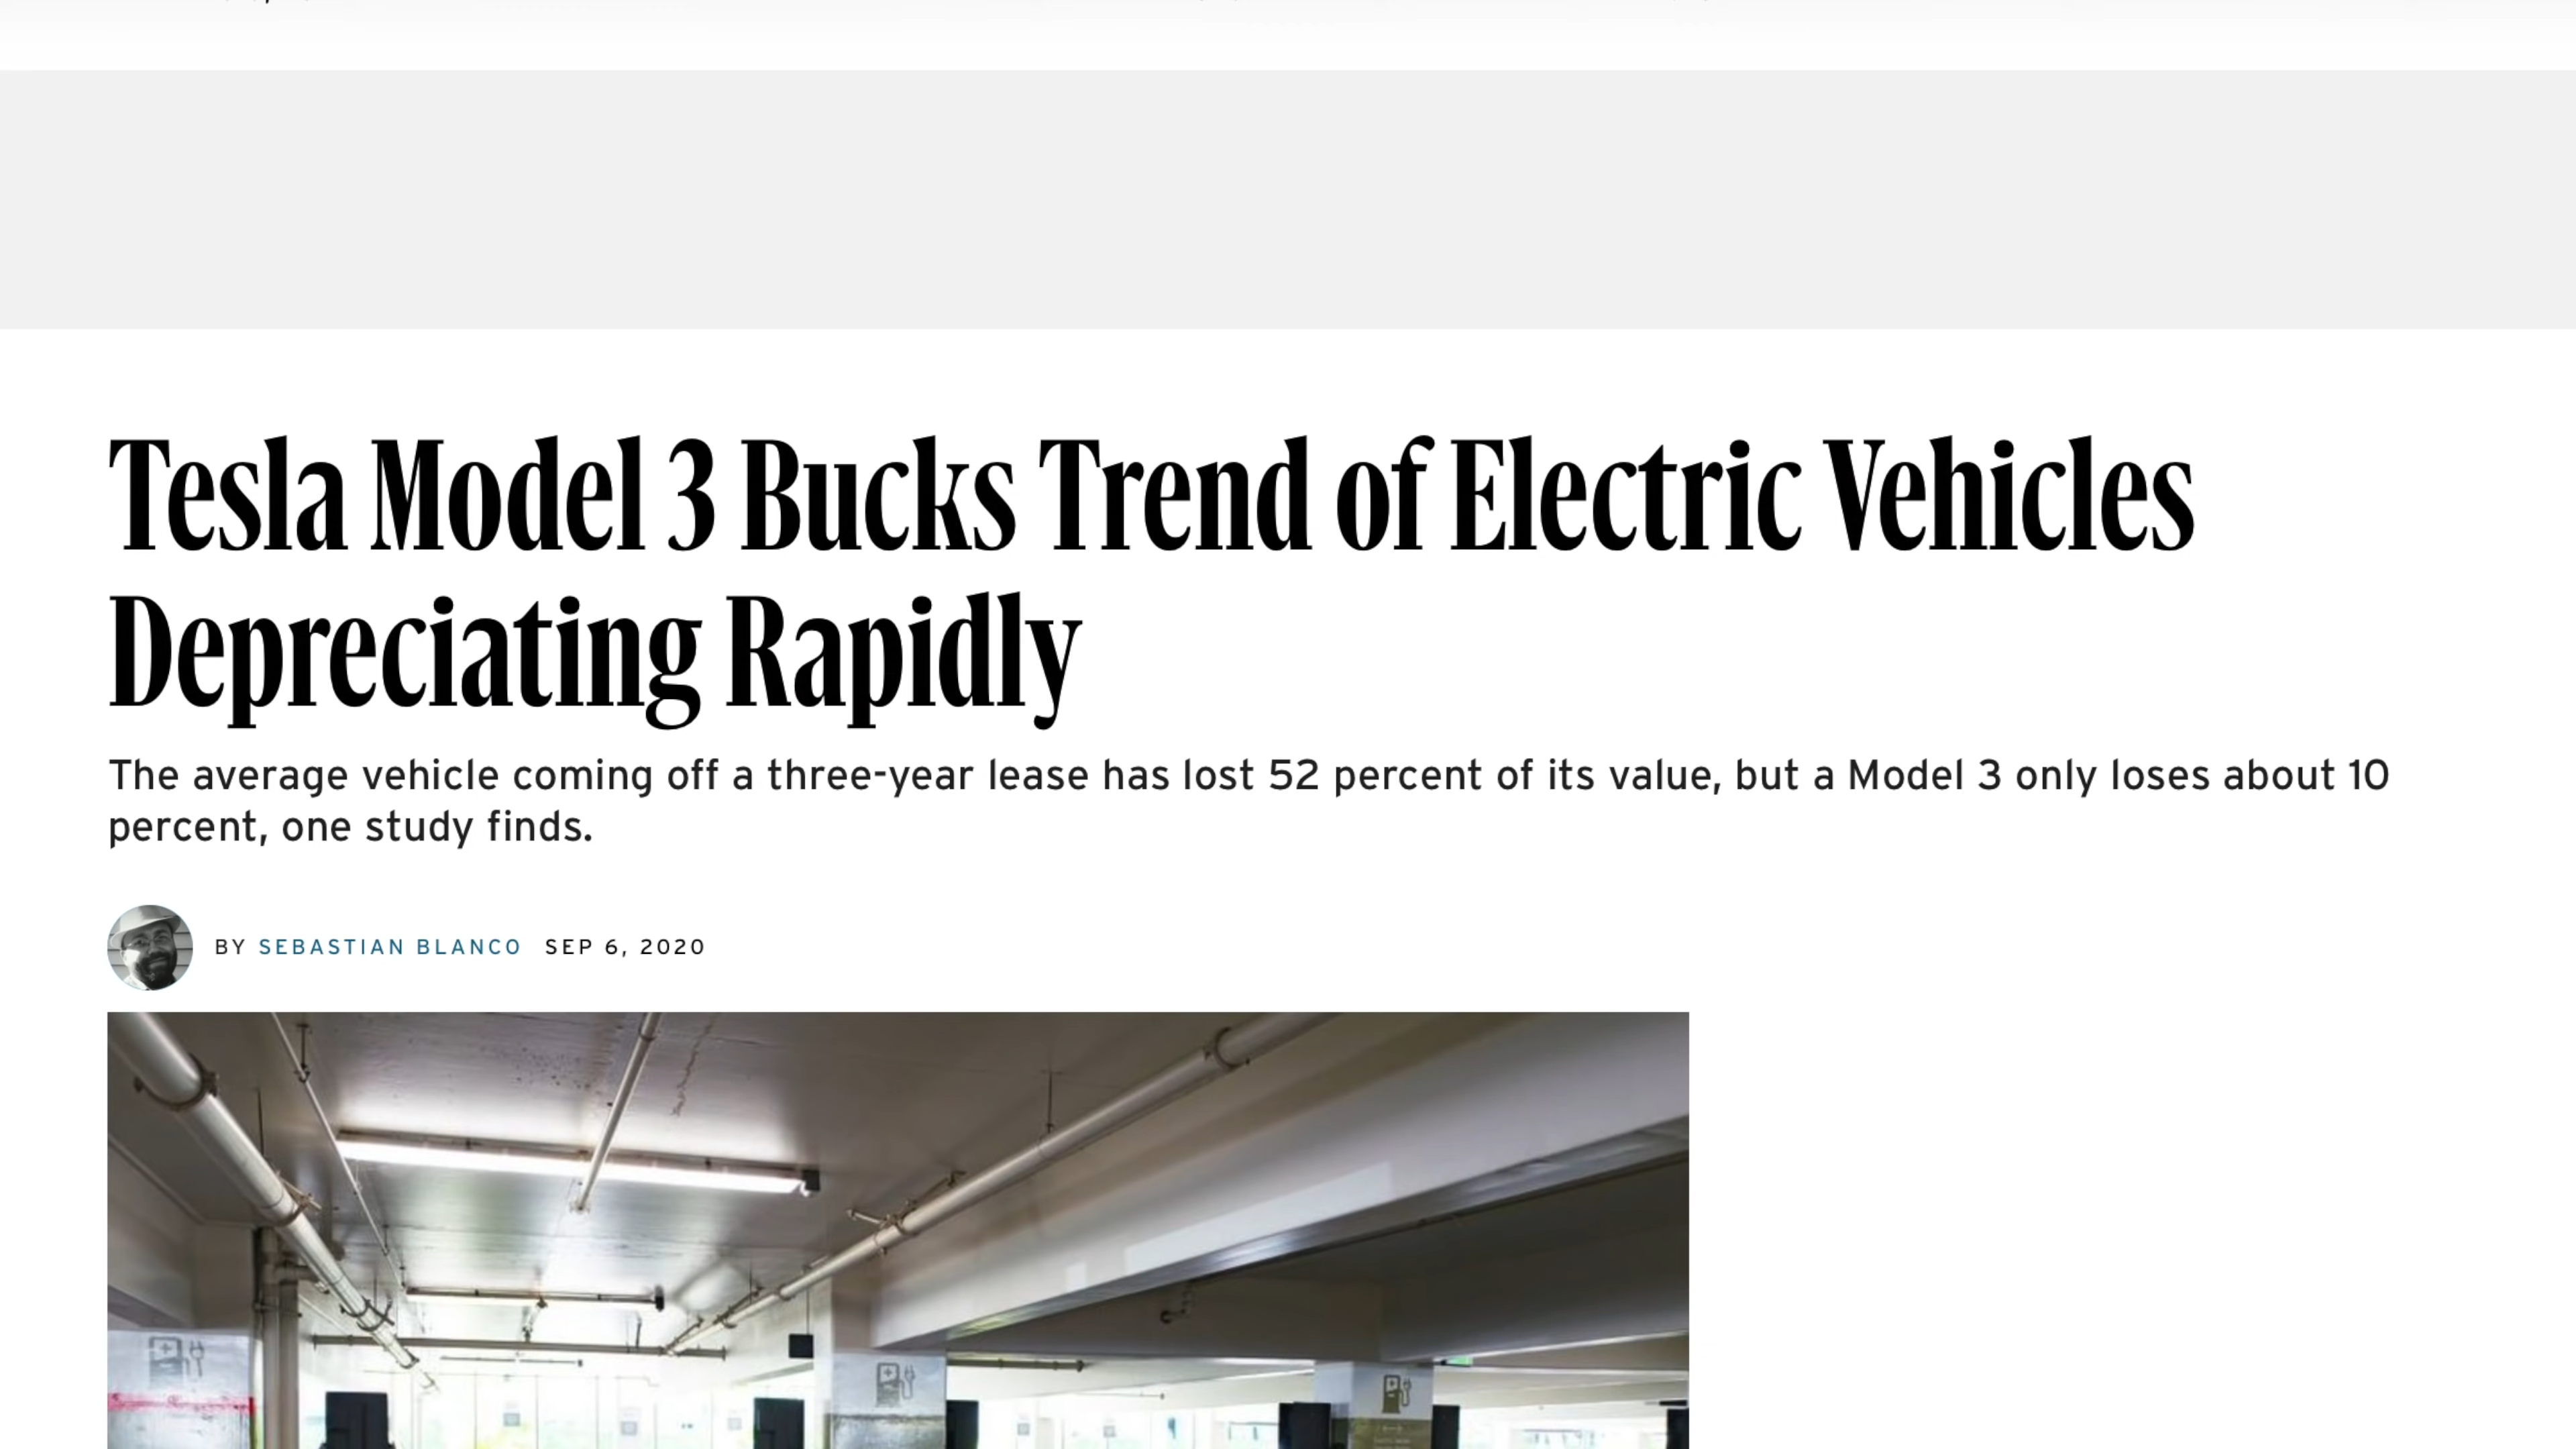 Tesla Model 3 Bucks Trend of Electric Vehicles
Depreciating Rapidly
The average vehicle coming off a three-year lease has lost 52 percent of its value, but a Model 3 only loses about 10
percent, one study finds.
BY SEBASTIAN BLANCO SEP 6, 2020